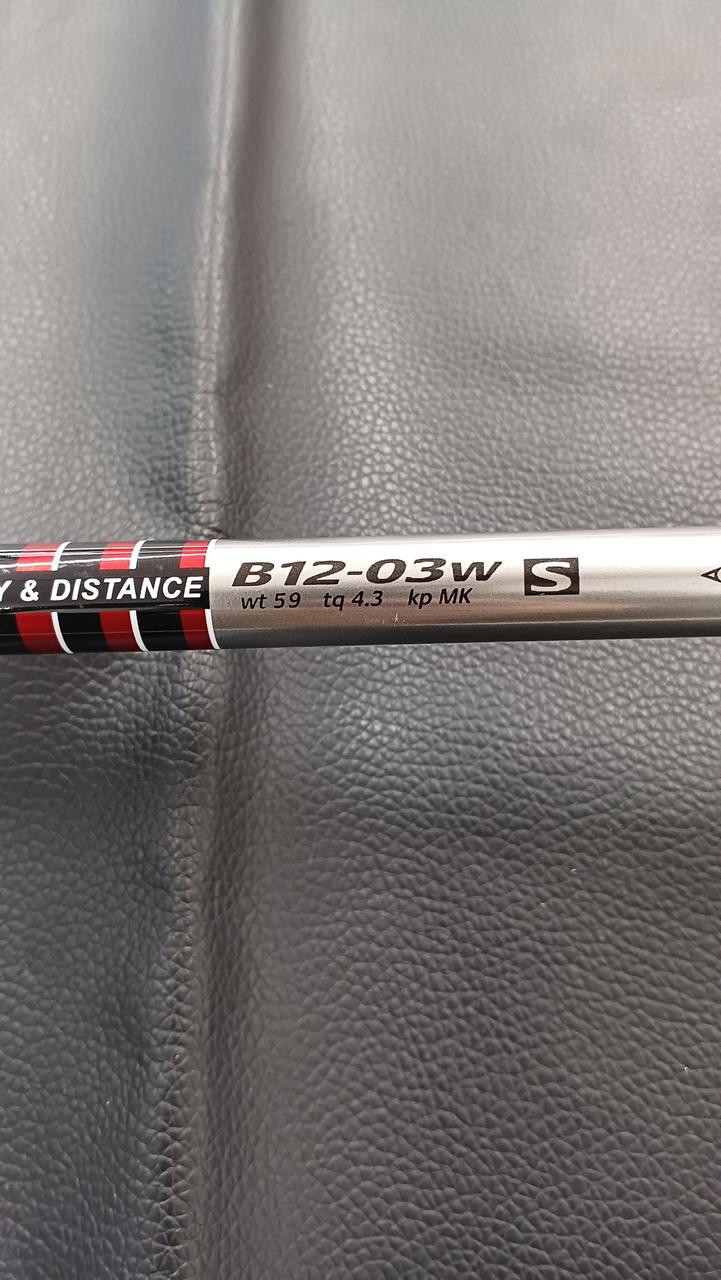 Y & DISTANCE
B12-03w S
wt 59 tq 4.3 kp MK
A